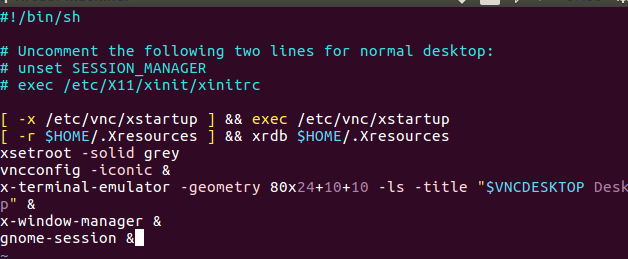 #!/bin/sh

# Uncomment the following two lines for normal desktop:
# unset SESSION_MANAGER
# exec /etc/X11/xinit/xinitrc

[ -x /etc/vnc/xstartup ] && exec /etc/vnc/xstartup
[ -r $HOME/.Xresources ] && xrdb $HOME/.Xresources
xsetroot -solid grey
vncconfig -iconic &
x-terminal-emulator -geometry 80x24+10+10 -ls -title "$VNCDESKTOP Desk
p" &
x-window-manager &
gnome-session &
~